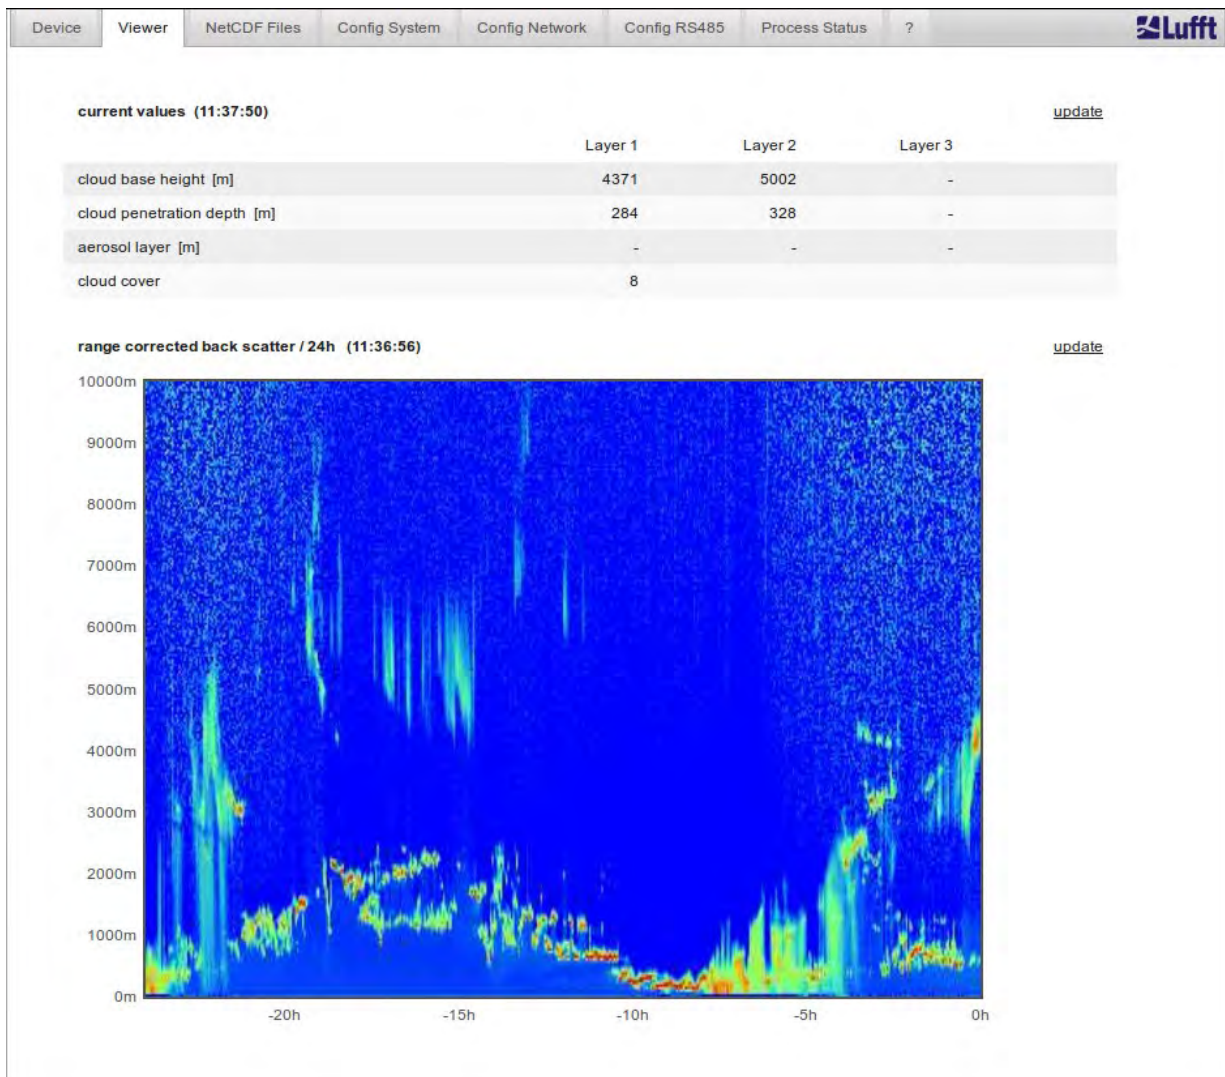 Device Viewer NetCDF Files Config System Config Network Config RS485 Process Status ? Lufft
current values (11:37:50) update
Layer 1 Layer 2 Layer 3
cloud base height [m] 4371 5002 -
cloud penetration depth [m] 284 328 -
aerosol layer [m] - - -
cloud cover 8
range corrected back scatter / 24h (11:36:56) update
10000m
9000m
8000m
7000m
6000m
5000m
4000m
3000m
2000m
1000m
0m
-20h -15h -10h -5h 0h